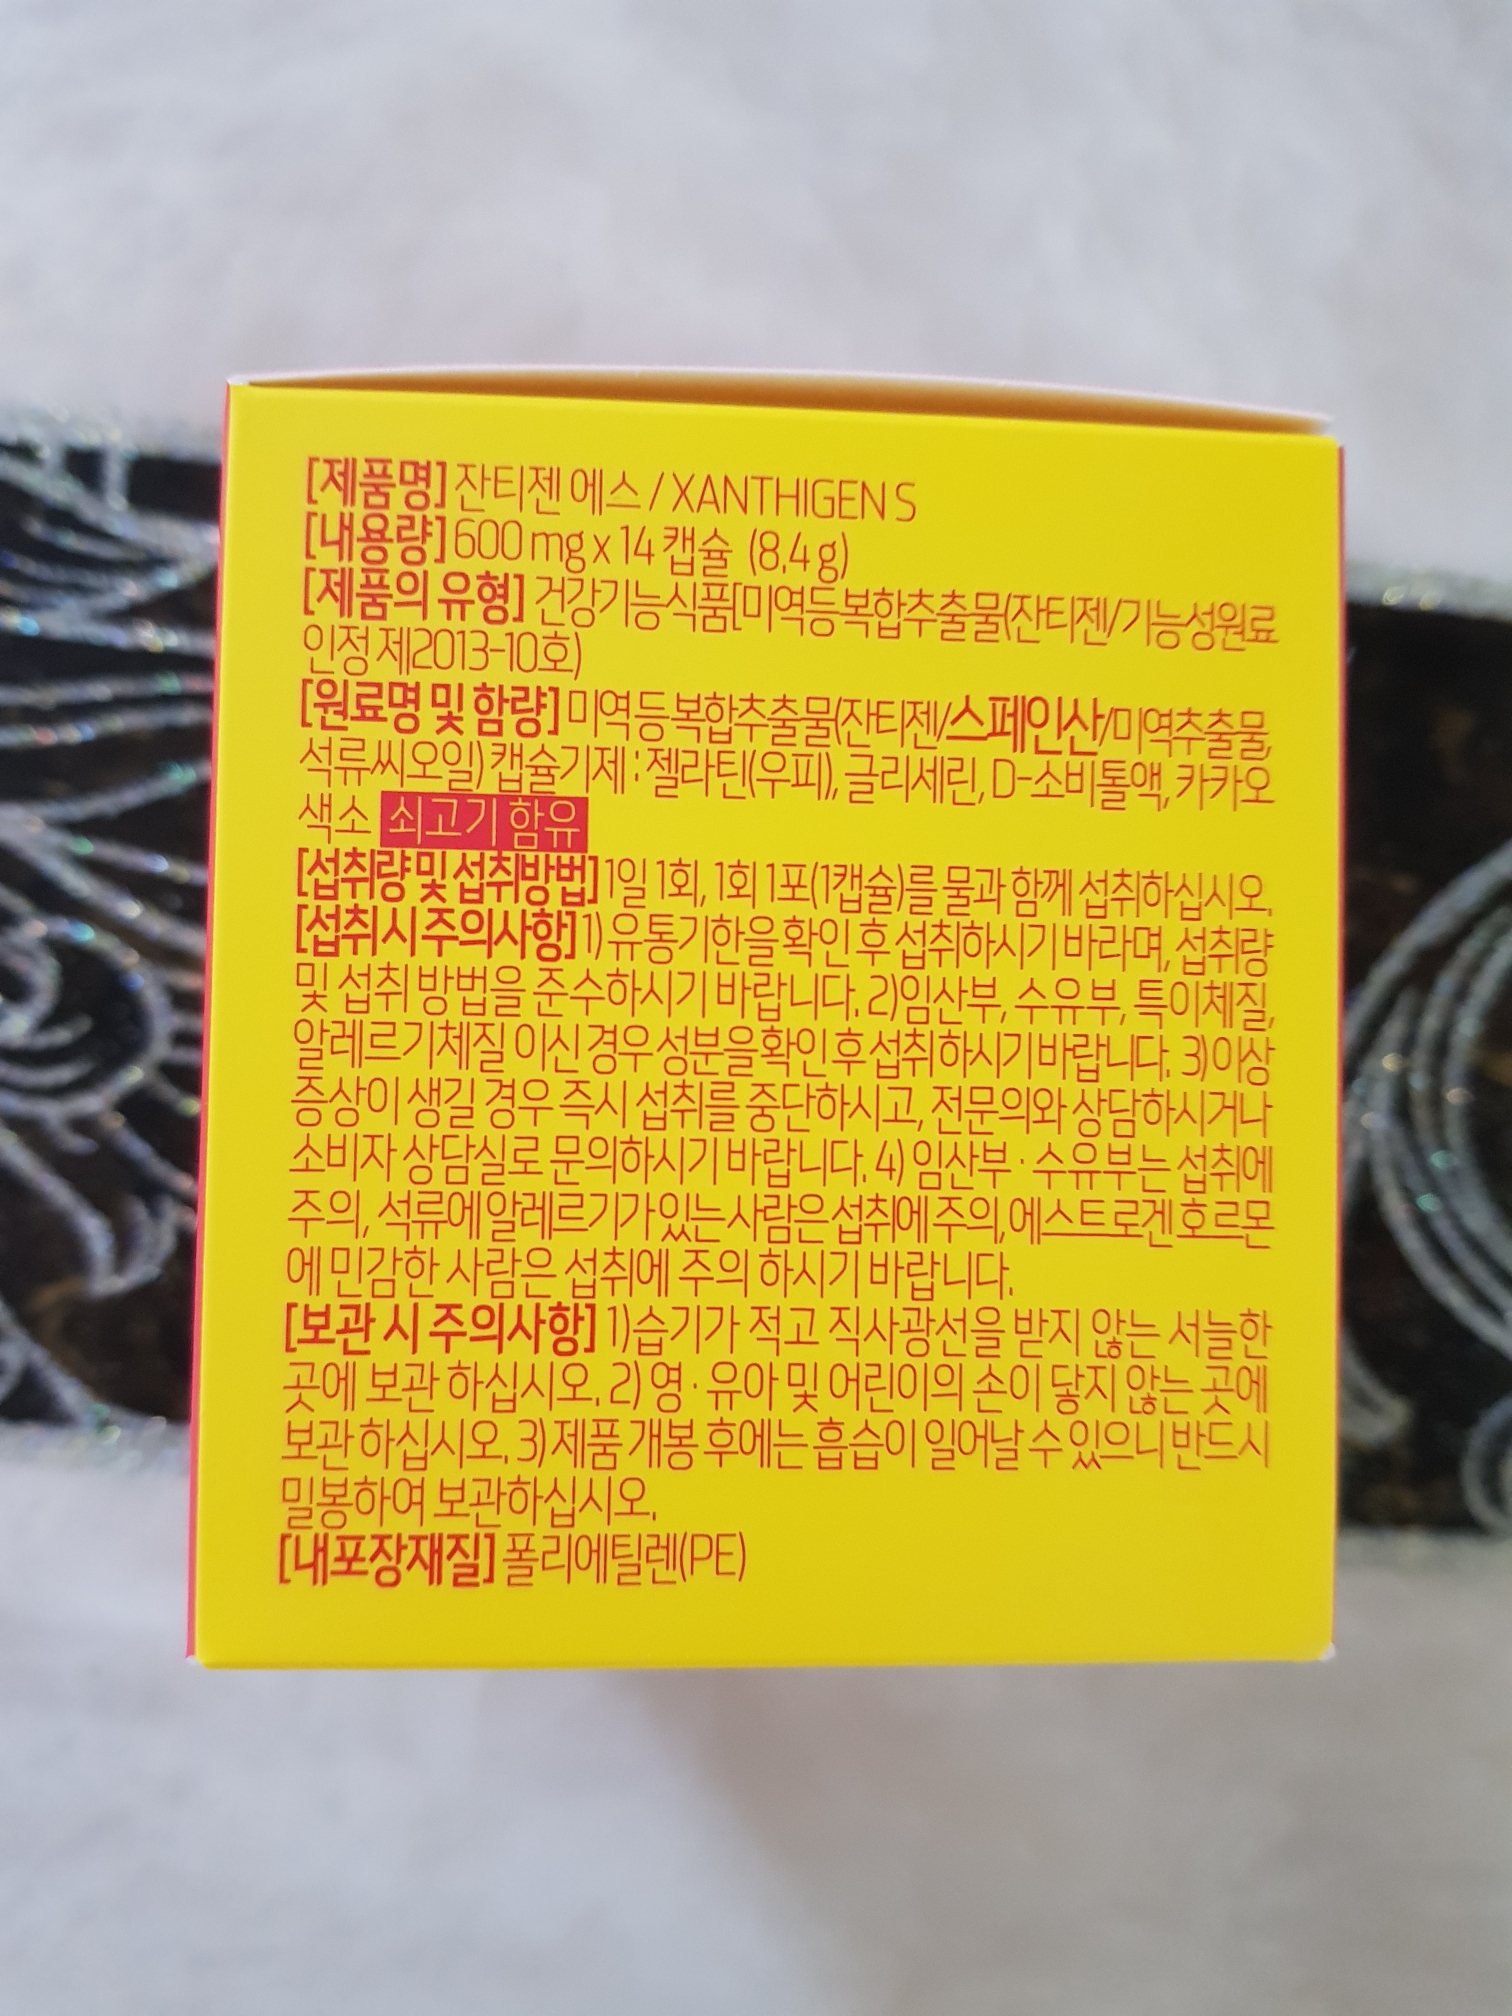 [제품명] 잔티젠 에스 / XANTHIGEN S
[내용량] 600 mg x 14 캡슐 (8.4 g)
[제품의 유형] 건강기능식품[미역등복합추출물(잔티젠/기능성원료
인정 제2013-10호)
[원료명 및 함량] 미역등복합추출물(잔티젠/스페인산/미역추출물,
석류씨오일) 캡슐기제 : 젤라틴(우피), 글리세린, D-소비톨액, 카카오
색소 쇠고기 함유
[섭취량 및 섭취방법] 1일 1회, 1회 1포(1캡슐)를 물과 함께 섭취하십시오.
[섭취 시 주의사항] 1) 유통기한을 확인 후 섭취하시기 바라며, 섭취량
및 섭취 방법을 준수하시기 바랍니다. 2)임산부, 수유부, 특이체질,
알레르기체질 이신 경우 성분을 확인 후 섭취하시기 바랍니다. 3)이상
증상이 생길 경우 즉시 섭취를 중단하시고, 전문의와 상담하시거나
소비자 상담실로 문의하시기 바랍니다. 4) 임산부 · 수유부는 섭취에
주의, 석류에 알레르기가 있는 사람은 섭취에 주의, 에스트로겐 호르몬
에 민감한 사람은 섭취에 주의 하시기 바랍니다.
[보관 시 주의사항] 1)습기가 적고 직사광선을 받지 않는 서늘한
곳에 보관 하십시오. 2) 영 · 유아 및 어린이의 손이 닿지 않는 곳에
보관 하십시오. 3)제품 개봉 후에는 흡습이 일어날 수 있으니 반드시
밀봉하여 보관하십시오.
[내포장재질] 폴리에틸렌(PE)